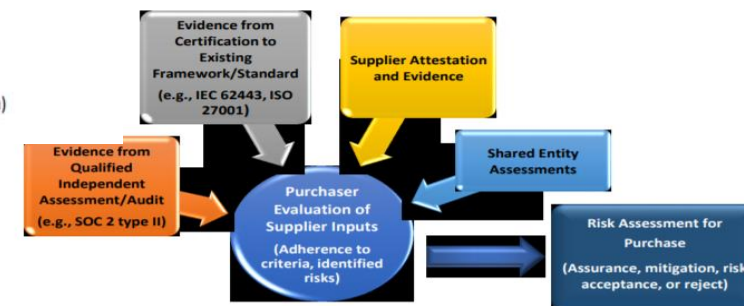 Evidence from
Certification to
Existing
Framework/Standard
(e.g., IEC 62443, ISO
27001)
Supplier Attestation
and Evidence
Evidence from
Qualified
Independent
Assessment/Audit
(e.g., SOC 2 type II)
Shared Entity
Assessments
Purchaser
Evaluation of
Supplier Inputs
(Adherence to
criteria, identified
risks)
Risk Assessment for
Purchase
(Assurance, mitigation, risk
acceptance, or reject)